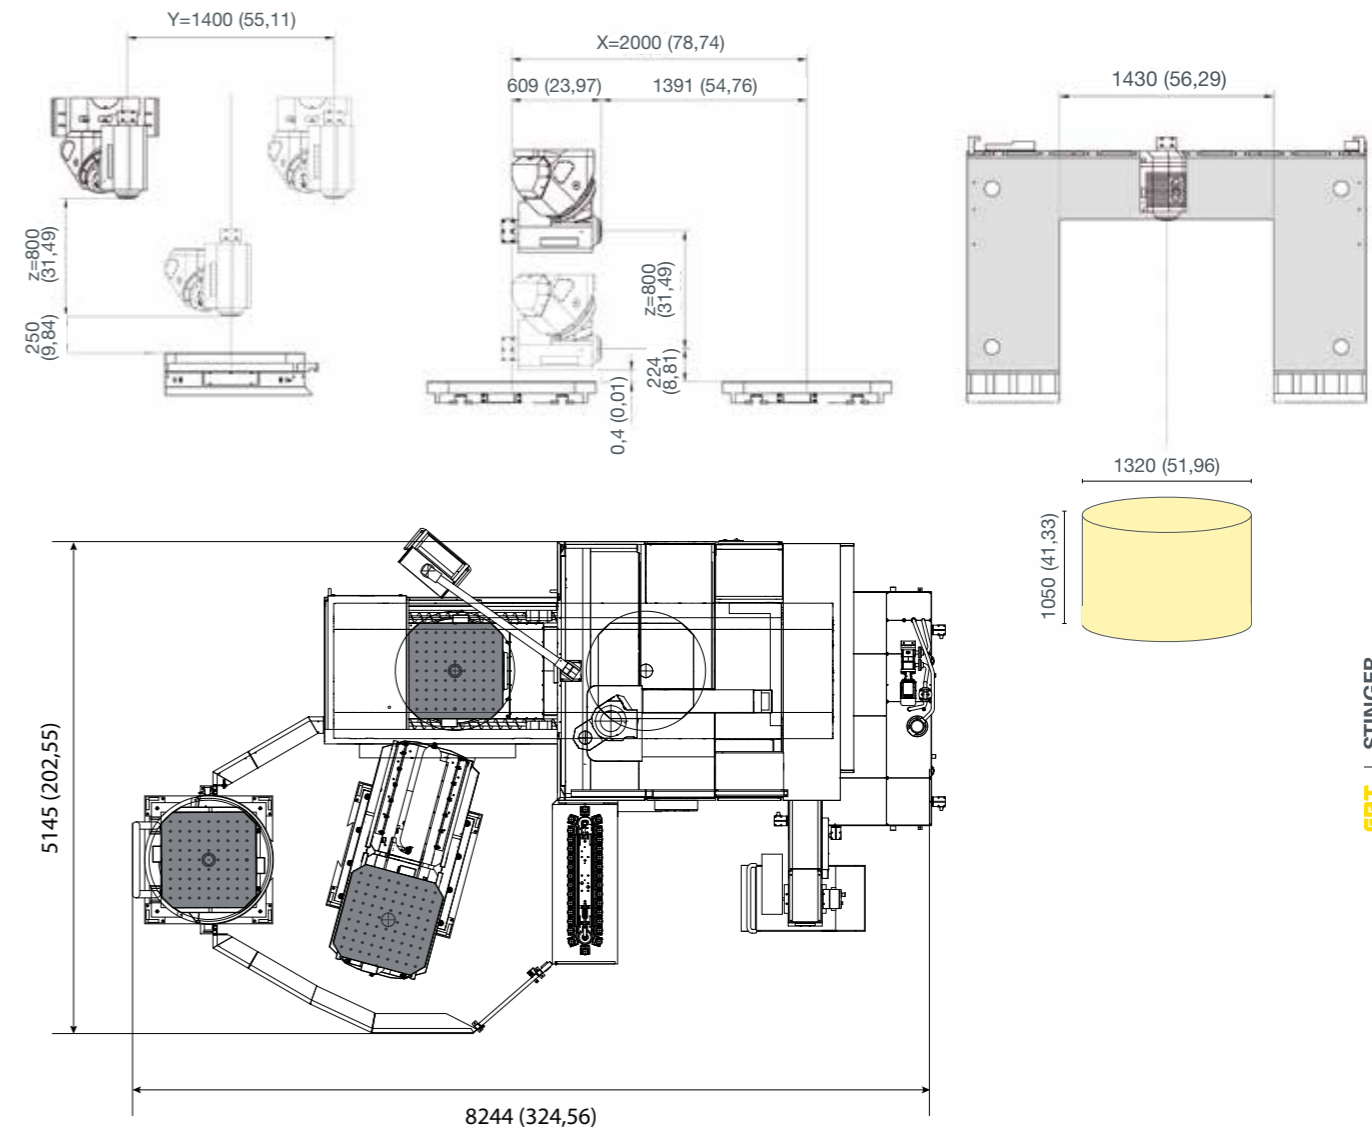 Y=1400 (55,11)
X=2000 (78,74)
609 (23,97)
1391 (54,76)
1430 (56,29)
z=800
(31,49)
250
(9,84)
z=800
(31,49)
224
(8,81)
0,4 (0,01)
1320 (51,96)
1050 (41,33)
5145 (202,55)
8244 (324,56)
GRT | STINGER